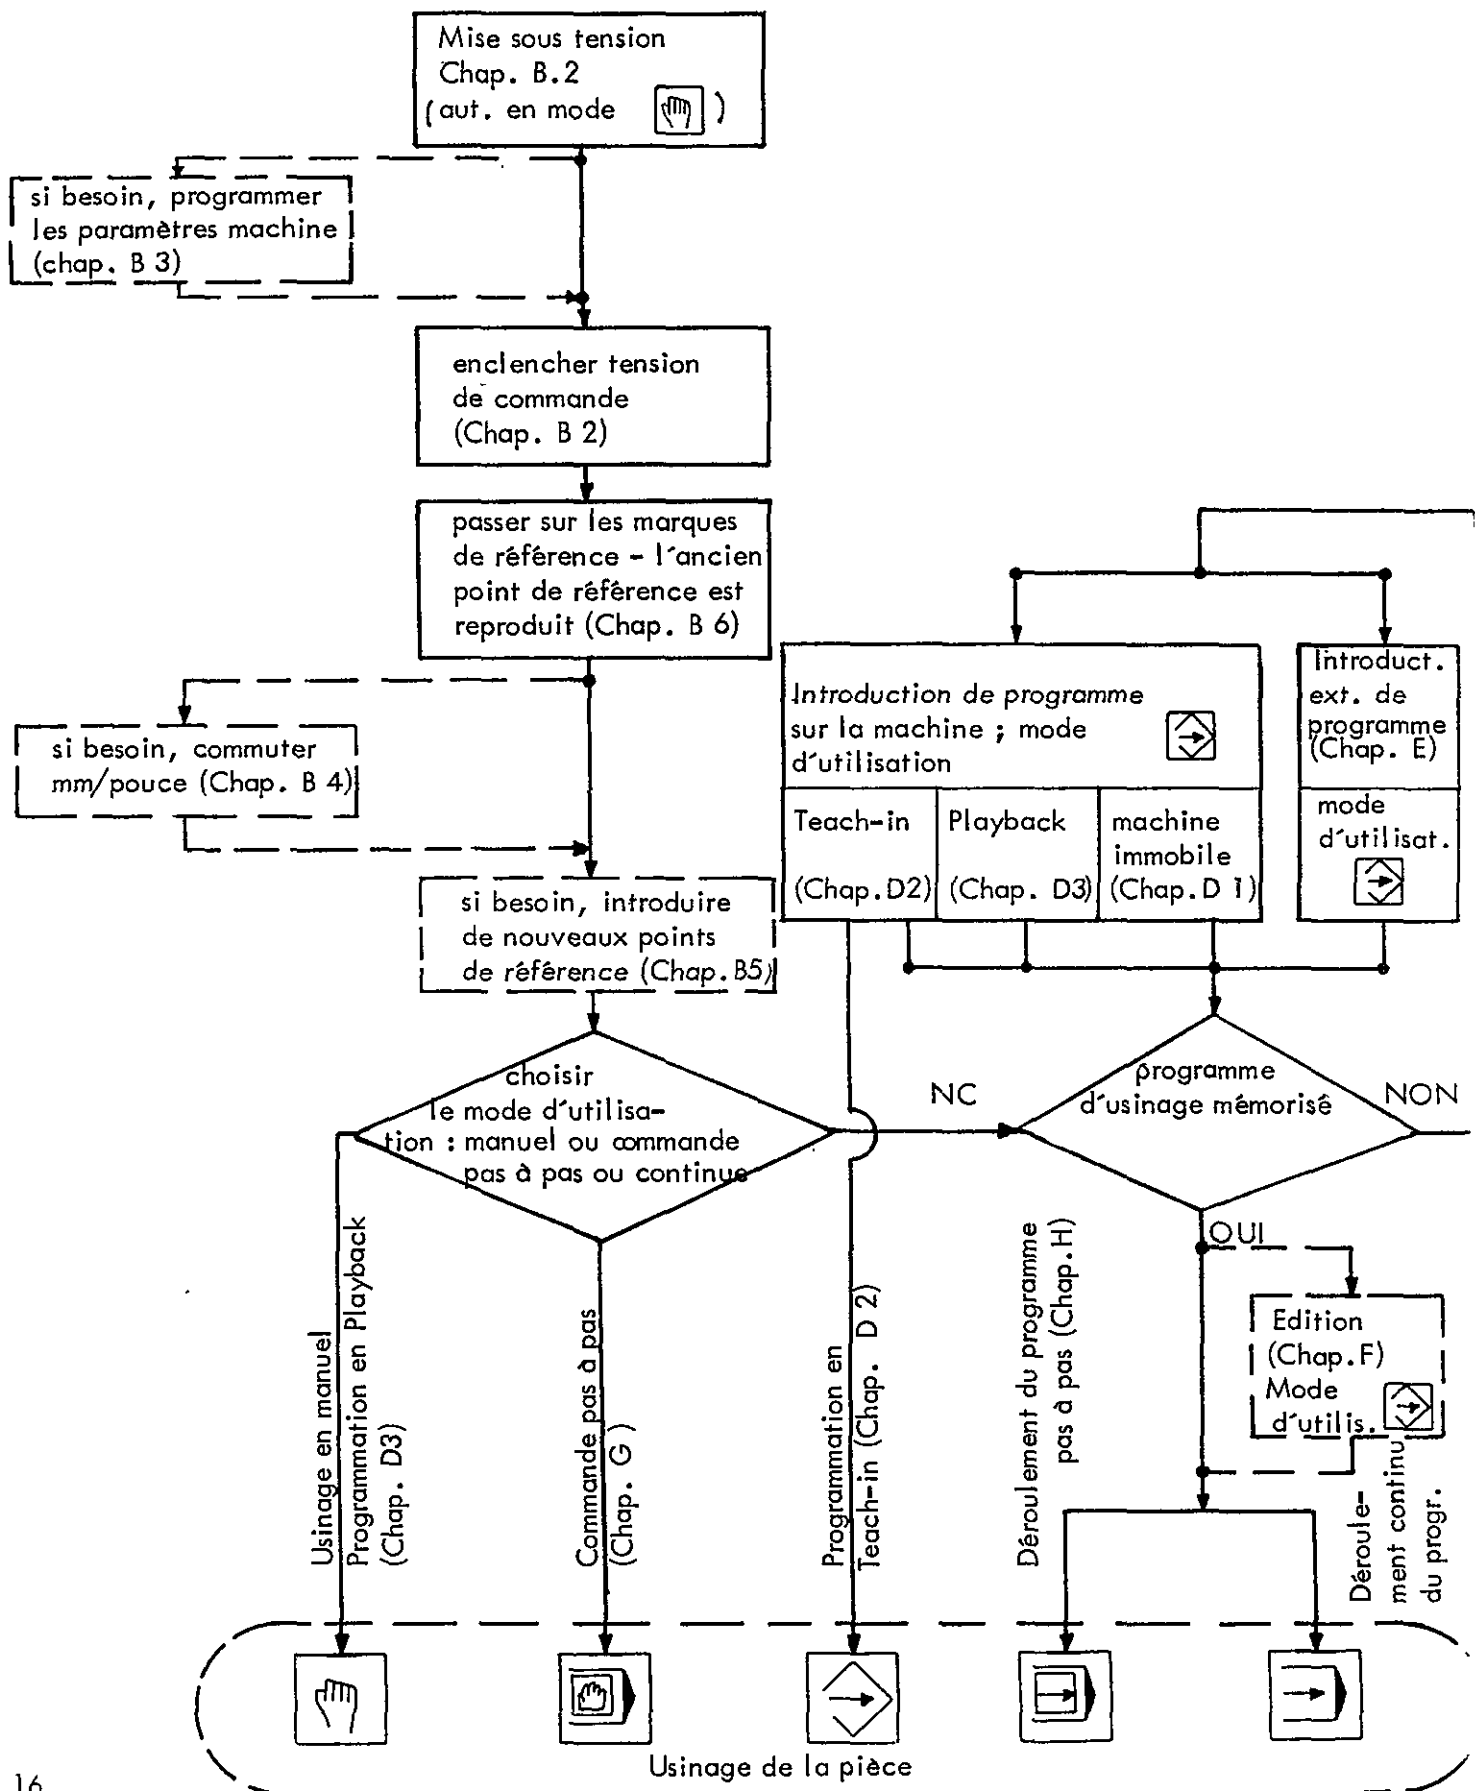 Mise sous tension
Chap. B.2
(aut. en mode )
si besoin, programmer
les paramètres machine
(chap. B 3)
enclencher tension
de commande
(Chap. B 2)
passer sur les marques
de référence - l'ancien
point de référence est
reproduit (Chap. B 6)
si besoin, commuter
mm/pouce (Chap. B 4)
si besoin, introduire
de nouveaux points
de référence (Chap. B5)
Introduction de programme
sur la machine ; mode
d'utilisation
Teach-in
(Chap. D2)
Playback
(Chap. D3)
machine
immobile
(Chap. D 1)
Introduct.
ext. de
programme
(Chap. E)
mode
d'utilisat.
choisir
le mode d'utilisa-
tion : manuel ou commande
pas à pas ou continue
NC
programme
d'usinage mémorisé
NON
OUI
Edition
(Chap. F)
Mode
d'utilis.
Usinage en manuel
Programmation en Playback
(Chap. D3)
Commande pas à pas
(Chap. G)
Programmation en
Teach-in (Chap. D 2)
Déroulement du programme
pas à pas (Chap. H)
Déroule-
ment continu
du progr.
Usinage de la pièce
16